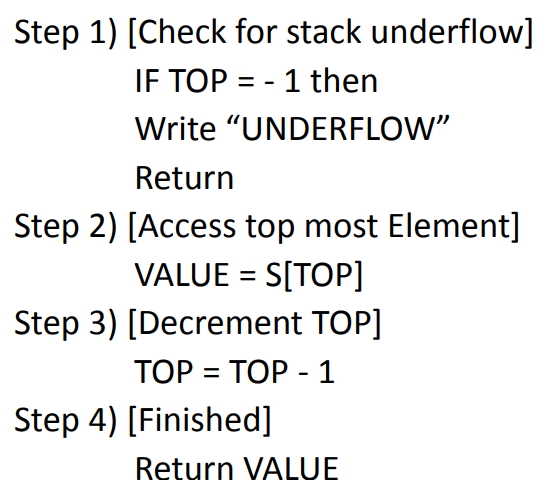 Step 1) [Check for stack underflow]
IF TOP = - 1 then
Write “UNDERFLOW”
Return
Step 2) [Access top most Element]
VALUE = S[TOP]
Step 3) [Decrement TOP]
TOP = TOP - 1
Step 4) [Finished]
Return VALUE